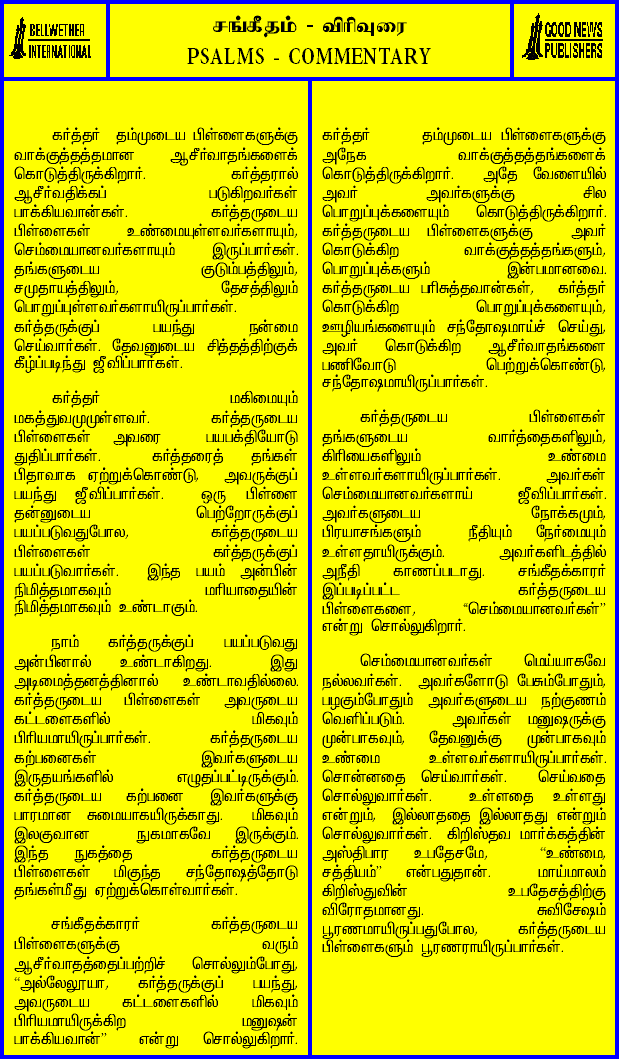 BELLWETHER
INTERNATIONAL
சங்கீதம் - விரிவுரை
PSALMS - COMMENTARY
GOOD NEWS
PUBLISHERS
கர்த்தர் தம்முடைய பிள்ளைகளுக்கு
வாக்குத்தத்தமான ஆசீர்வாதங்களைக்
கொடுத்திருக்கிறார். கர்த்தரால்
ஆசீர்வதிக்கப் படுகிறவர்கள்
பாக்கியவான்கள். கர்த்தருடைய
பிள்ளைகள் உண்மையுள்ளவர்களாயும்,
செம்மையானவர்களாயும் இருப்பார்கள்.
தங்களுடைய குடும்பத்திலும்,
சமுதாயத்திலும், தேசத்திலும்
பொறுப்புள்ளவர்களாயிருப்பார்கள்.
கர்த்தருக்குப் பயந்து நன்மை
செய்வார்கள். தேவனுடைய சித்தத்திற்குக்
கீழ்ப்படிந்து ஜீவிப்பார்கள்.
கர்த்தர் மகிமையும்
மகத்துவமுமுள்ளவர். கர்த்தருடைய
பிள்ளைகள் அவரை பயபக்தியோடு
துதிப்பார்கள். கர்த்தரைத் தங்கள்
பிதாவாக ஏற்றுக்கொண்டு, அவருக்குப்
பயந்து ஜீவிப்பார்கள். ஒரு பிள்ளை
தன்னுடைய பெற்றோருக்குப்
பயப்படுவதுபோல, கர்த்தருடைய
பிள்ளைகள் கர்த்தருக்குப்
பயப்படுவார்கள். இந்த பயம் அன்பின்
நிமித்தமாகவும் மரியாதையின்
நிமித்தமாகவும் உண்டாகும்.
நாம் கர்த்தருக்குப் பயப்படுவது
அன்பினால் உண்டாகிறது. இது
அடிமைத்தனத்தினால் உண்டாவதில்லை.
கர்த்தருடைய பிள்ளைகள் அவருடைய
கட்டளைகளில் மிகவும்
பிரியமாயிருப்பார்கள். கர்த்தருடைய
கற்பனைகள் இவர்களுடைய
இருதயங்களில் எழுதப்பட்டிருக்கும்.
கர்த்தருடைய கற்பனை இவர்களுக்கு
பாரமான சுமையாகயிருக்காது. மிகவும்
இலகுவான நுகமாகவே இருக்கும்.
இந்த நுகத்தை கர்த்தருடைய
பிள்ளைகள் மிகுந்த சந்தோஷத்தோடு
தங்கள்மீது ஏற்றுக்கொள்வார்கள்.
சங்கீதக்காரர் கர்த்தருடைய
பிள்ளைகளுக்கு வரும்
ஆசீர்வாதத்தைப்பற்றிச் சொல்லும்போது,
“அல்லேலூயா, கர்த்தருக்குப் பயந்து,
அவருடைய கட்டளைகளில் மிகவும்
பிரியமாயிருக்கிற மனுஷன்
பாக்கியவான்” என்று சொல்லுகிறார்.
கர்த்தர் தம்முடைய பிள்ளைகளுக்கு
அநேக வாக்குத்தத்தங்களைக்
கொடுத்திருக்கிறார். அதே வேளையில்
அவர் அவர்களுக்கு சில
பொறுப்புக்களையும் கொடுத்திருக்கிறார்.
கர்த்தருடைய பிள்ளைகளுக்கு அவர்
கொடுக்கிற வாக்குத்தத்தங்களும்,
பொறுப்புக்களும் இன்பமானவை.
கர்த்தருடைய பரிசுத்தவான்கள், கர்த்தர்
கொடுக்கிற பொறுப்புக்களையும்,
ஊழியங்களையும் சந்தோஷமாய்ச் செய்து,
அவர் கொடுக்கிற ஆசீர்வாதங்களை
பணிவோடு பெற்றுக்கொண்டு,
சந்தோஷமாயிருப்பார்கள்.
கர்த்தருடைய பிள்ளைகள்
தங்களுடைய வார்த்தைகளிலும்,
கிரியைகளிலும் உண்மை
உள்ளவர்களாயிருப்பார்கள். அவர்கள்
செம்மையானவர்களாய் ஜீவிப்பார்கள்.
அவர்களுடைய நோக்கமும்,
பிரயாசங்களும் நீதியும் நேர்மையும்
உள்ளதாயிருக்கும். அவர்களிடத்தில்
அநீதி காணப்படாது. சங்கீதக்காரர்
இப்படிப்பட்ட கர்த்தருடைய
பிள்ளைகளை, “செம்மையானவர்கள்”
என்று சொல்லுகிறார்.
செம்மையானவர்கள் மெய்யாகவே
நல்லவர்கள். அவர்களோடு பேசும்போதும்,
பழகும்போதும் அவர்களுடைய நற்குணம்
வெளிப்படும். அவர்கள் மனுஷருக்கு
முன்பாகவும், தேவனுக்கு முன்பாகவும்
உண்மை உள்ளவர்களாயிருப்பார்கள்.
சொன்னதை செய்வார்கள். செய்வதை
சொல்லுவார்கள். உள்ளதை உள்ளது
என்றும், இல்லாததை இல்லாதது என்றும்
சொல்லுவார்கள். கிறிஸ்தவ மார்க்கத்தின்
அஸ்திபார உபதேசமே, “உண்மை,
சத்தியம்” என்பதுதான். மாய்மாலம்
கிறிஸ்துவின் உபதேசத்திற்கு
விரோதமானது. சுவிசேஷம்
பூரணமாயிருப்பதுபோல, கர்த்தருடைய
பிள்ளைகளும் பூரணராயிருப்பார்கள்.